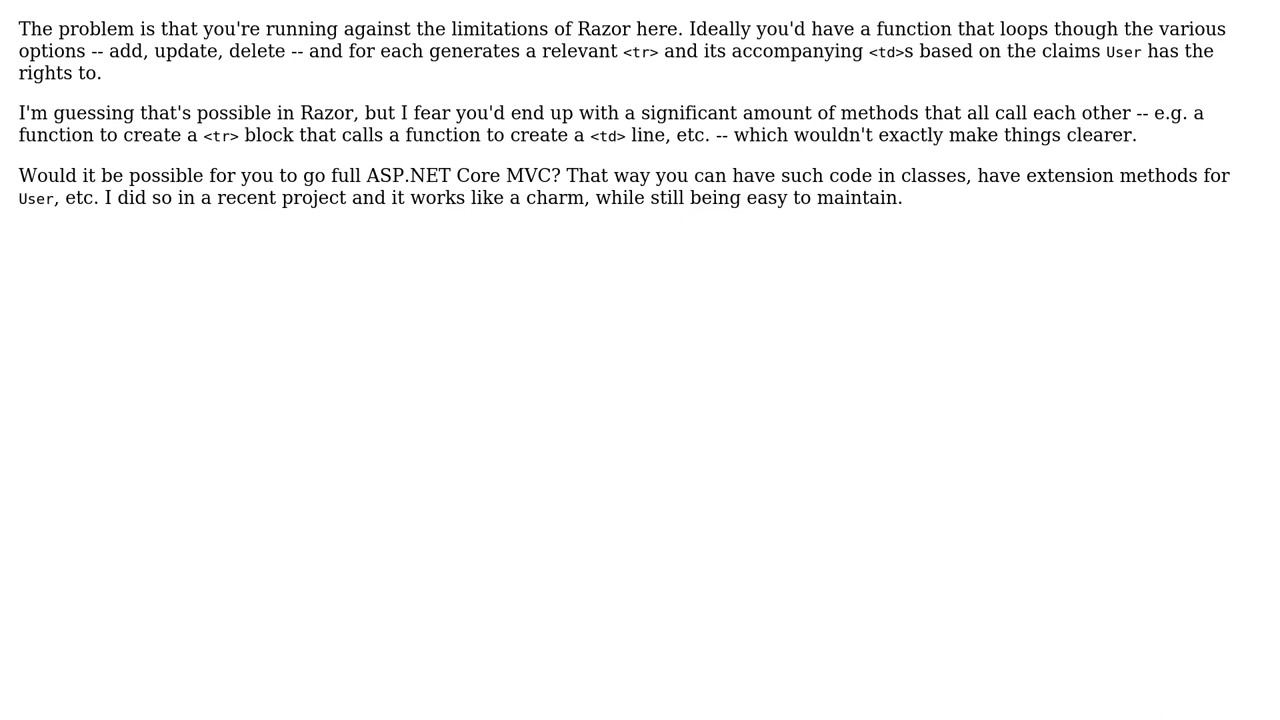 The problem is that you're running against the limitations of Razor here. Ideally you'd have a function that loops though the various
options -- add, update, delete -- and for each generates a relevant <tr> and its accompanying <td>s based on the claims User has the
rights to.
I'm guessing that's possible in Razor, but I fear you'd end up with a significant amount of methods that all call each other -- e.g. a
function to create a <tr> block that calls a function to create a <td> line, etc. -- which wouldn't exactly make things clearer.
Would it be possible for you to go full ASP.NET Core MVC? That way you can have such code in classes, have extension methods for
User, etc. I did so in a recent project and it works like a charm, while still being easy to maintain.